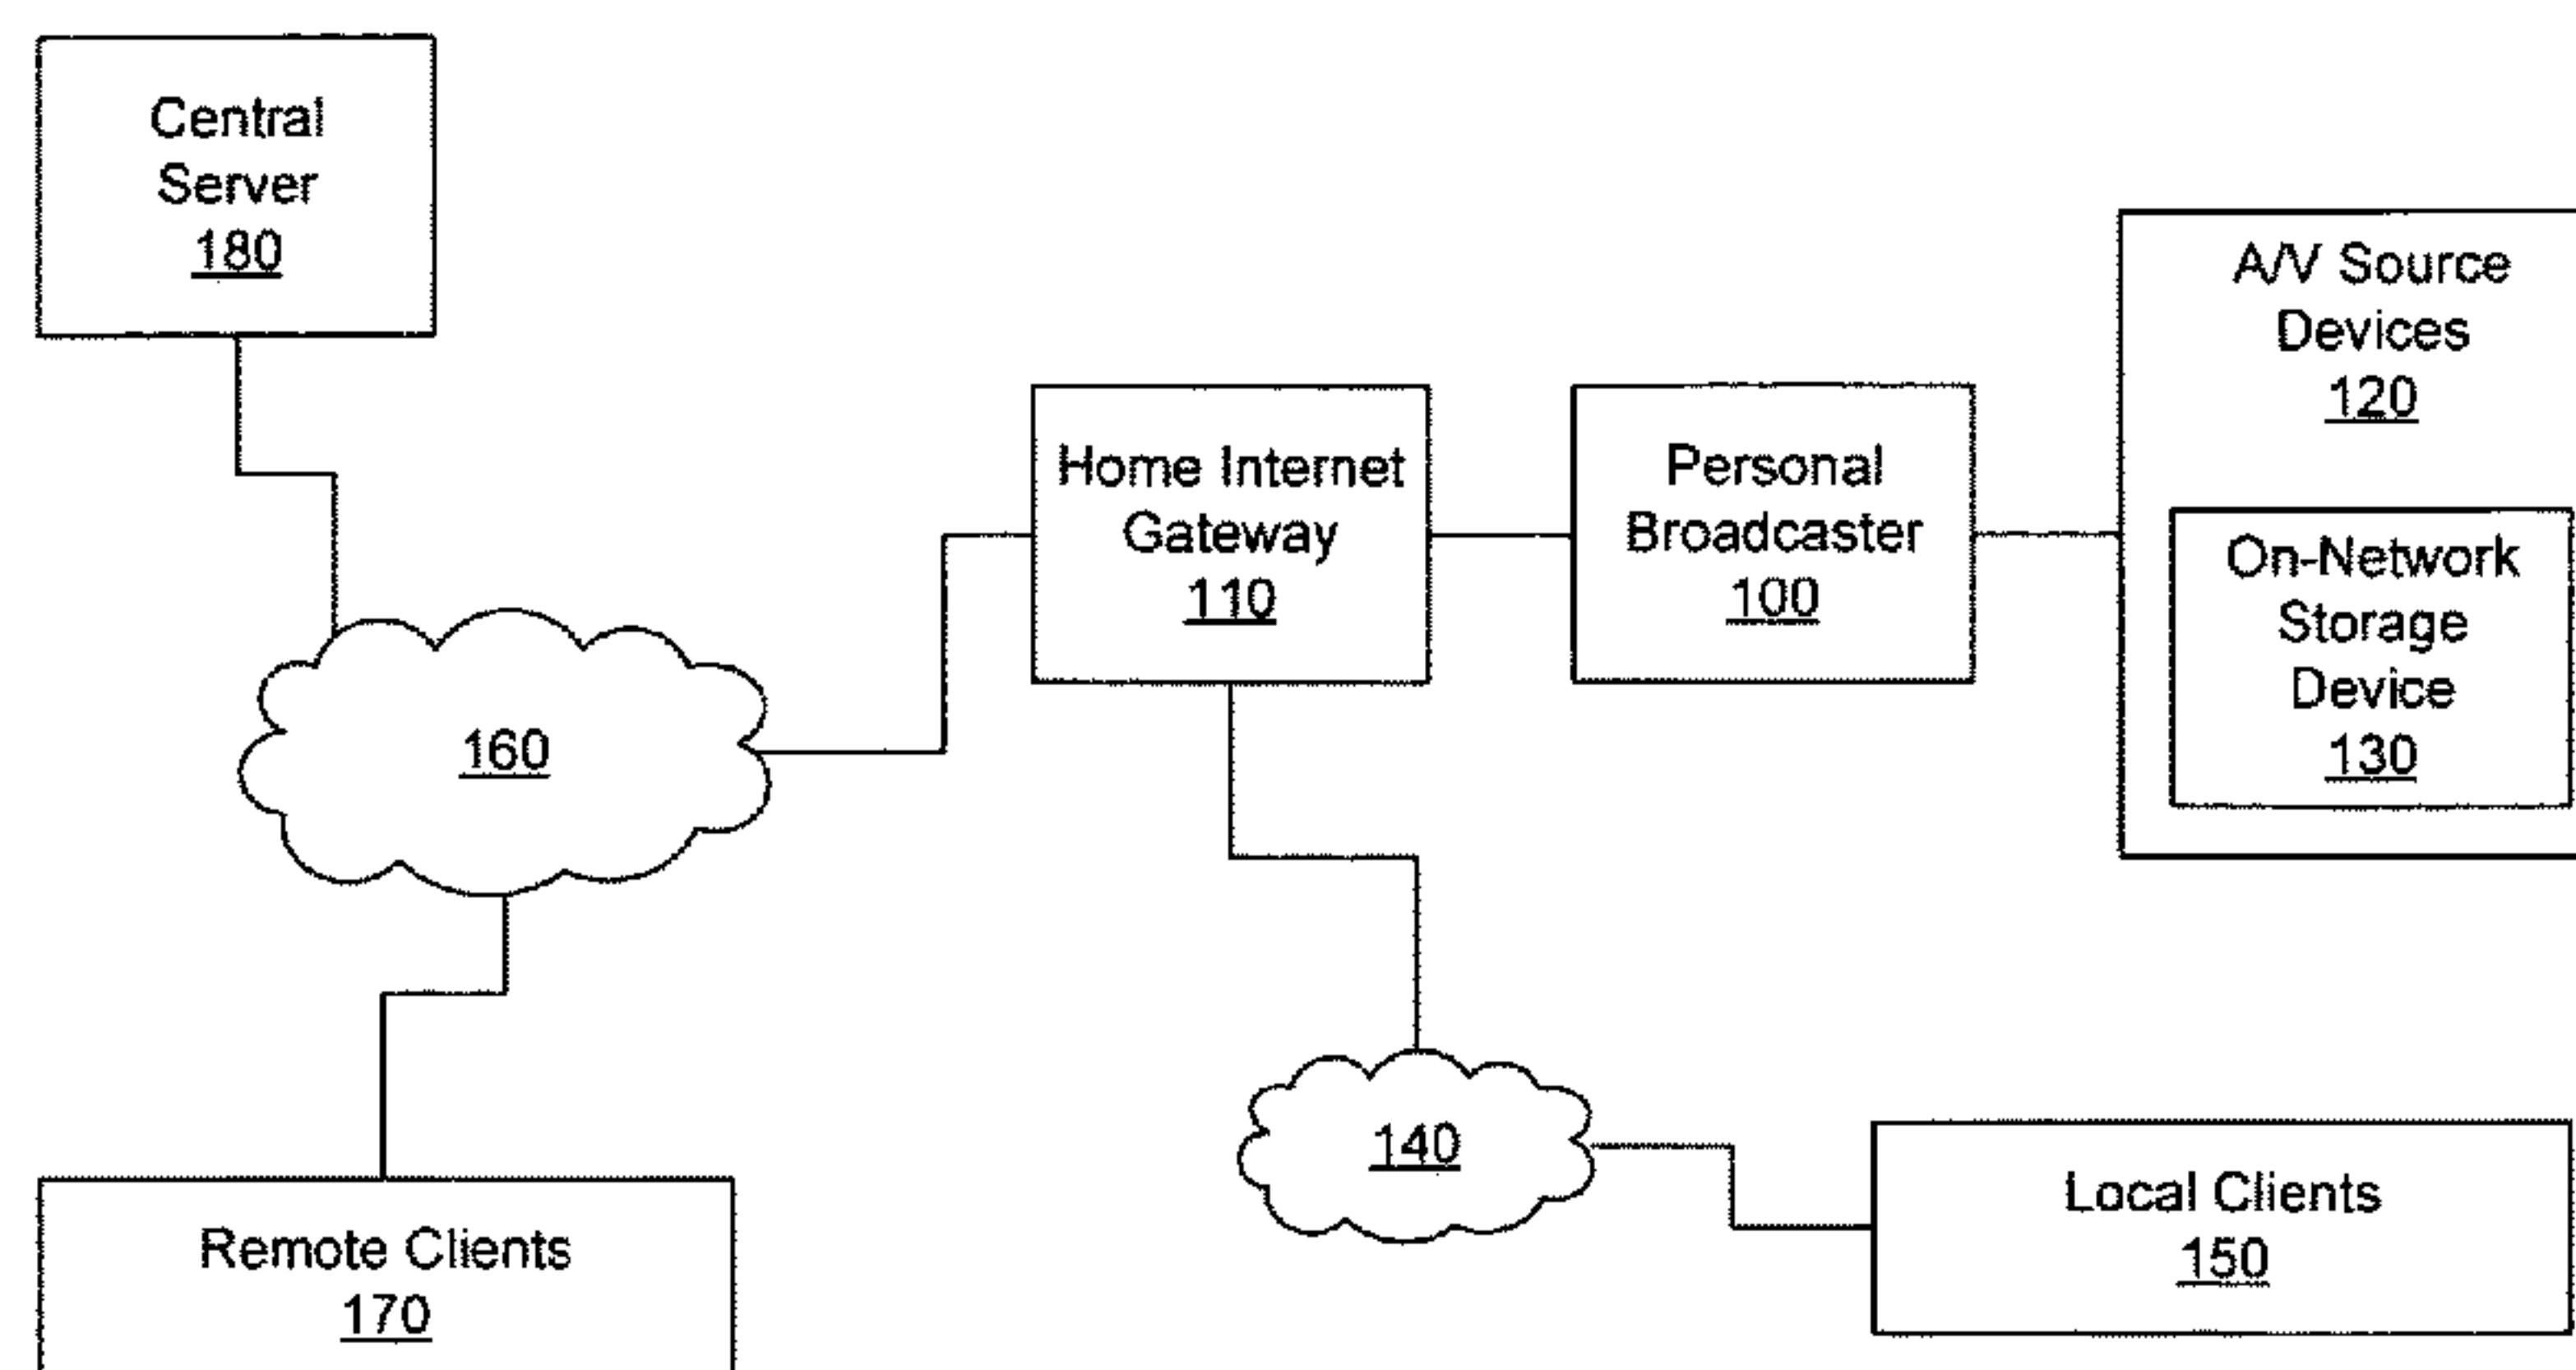 Central
Server
180
A/V Source
Devices
120
Home Internet
Gateway
110
Personal
Broadcaster
100
On-Network
Storage
Device
130
160
140
Local Clients
150
Remote Clients
170